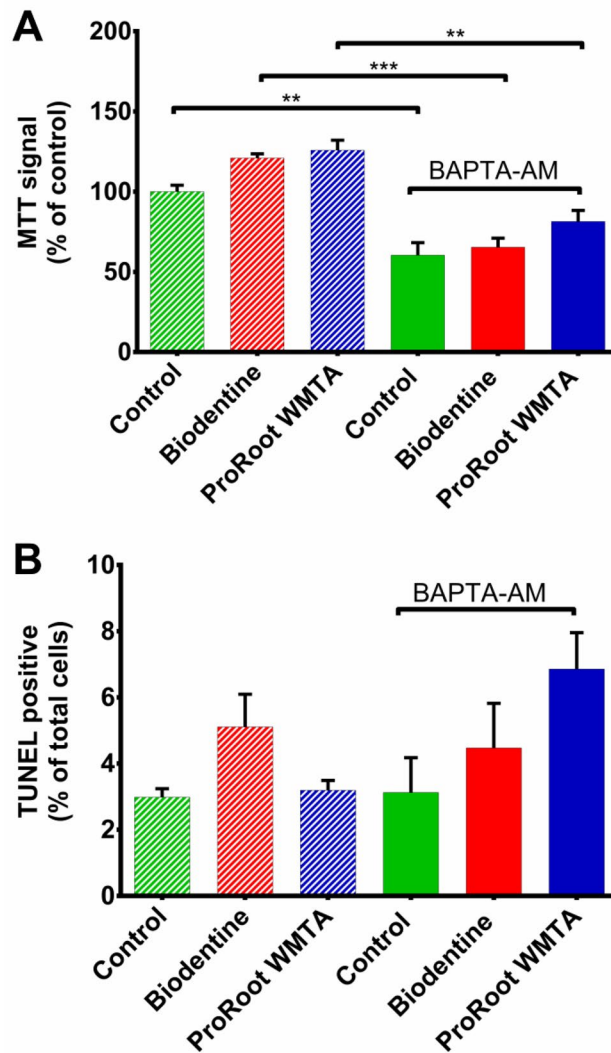 A
MTT signal
(% of control)
200
150
100
50
0
**
***
**
BAPTA-AM
Control
Biodentine
ProRoot WMTA
Control
Biodentine
ProRoot WMTA
B
TUNEL positive
(% of total cells)
10
8
6
4
2
0
BAPTA-AM
Control
Biodentine
ProRoot WMTA
Control
Biodentine
ProRoot WMTA